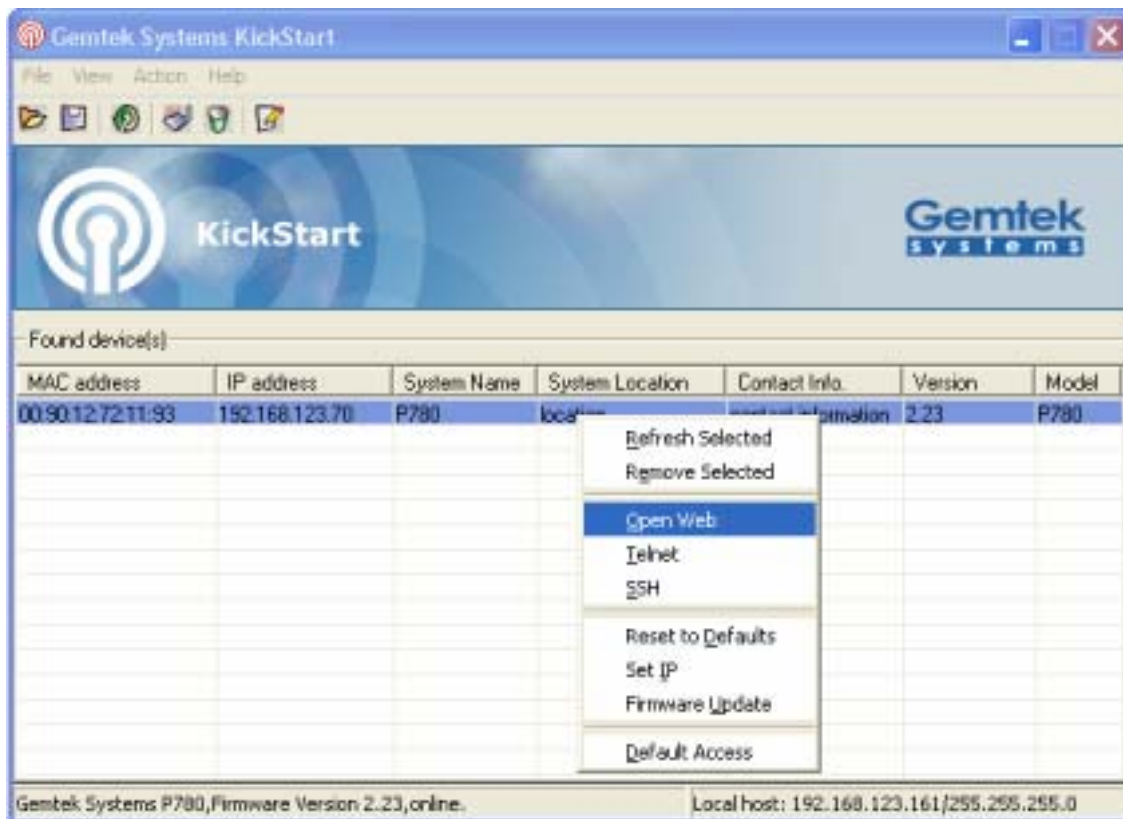 Gemtek Systems KickStart
File View Action Help
KickStart
Gemtek
systems
Found device(s)
MAC address IP address System Name System Location Contact Info. Version Model
00:90:12:72:11:93 192.168.123.70 P780 location contact information 2.23 P780
Refresh Selected
Remove Selected
Open Web
Telnet
SSH
Reset to Defaults
Set IP
Firmware Update
Default Access
Gemtek Systems P780,Firmware Version 2.23,online. Local host: 192.168.123.161/255.255.255.0